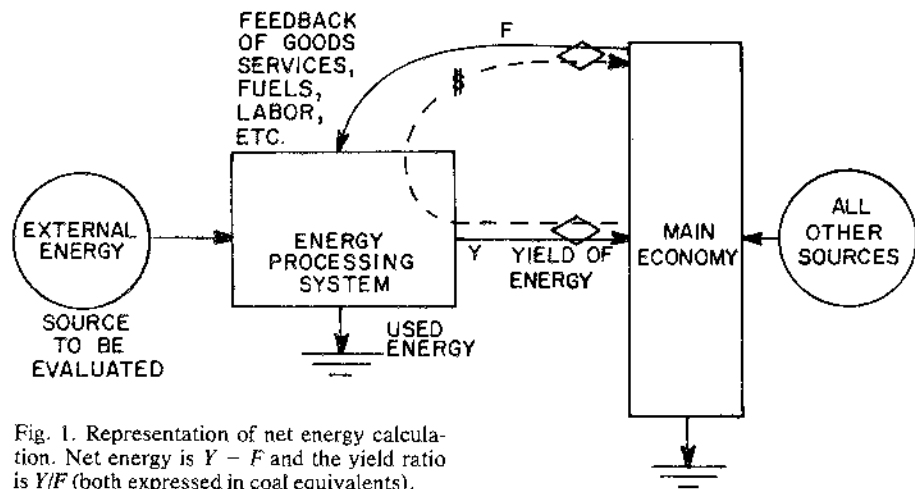 FEEDBACK
OF GOODS
SERVICES,
FUELS,
LABOR,
ETC.
F
$
EXTERNAL
ENERGY
SOURCE
TO BE
EVALUATED
ENERGY
PROCESSING
SYSTEM
Y
YIELD OF
ENERGY
USED
ENERGY
MAIN
ECONOMY
ALL
OTHER
SOURCES
Fig. 1. Representation of net energy calcula-
tion. Net energy is Y − F and the yield ratio
is Y/F (both expressed in coal equivalents).